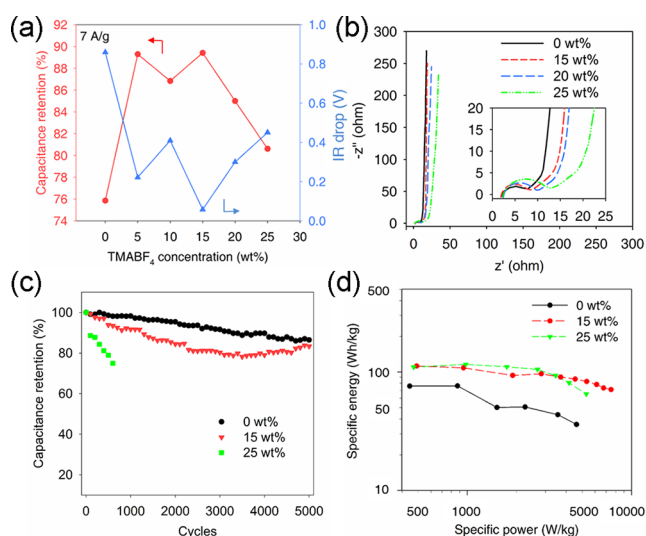 (a)
7 A/g
Capacitance retention (%)
92
90
88
86
84
82
80
78
76
74
1.0
0.8
0.6
0.4
0.2
0.0
IR drop (V)
0 5 10 15 20 25 30
TMABF₄ concentration (wt%)
(b)
-z'' (ohm)
300
250
200
150
100
50
0
0 wt%
15 wt%
20 wt%
25 wt%
20
15
10
5
0
0 5 10 15 20 25
0 50 100 150 200 250 300
z' (ohm)
(c)
Capacitance retention (%)
100
80
60
40
20
0 wt%
15 wt%
25 wt%
0 1000 2000 3000 4000 5000
Cycles
(d)
Specific energy (Wh/kg)
500
100
50
10
0 wt%
15 wt%
25 wt%
500 1000 5000 10000
Specific power (W/kg)